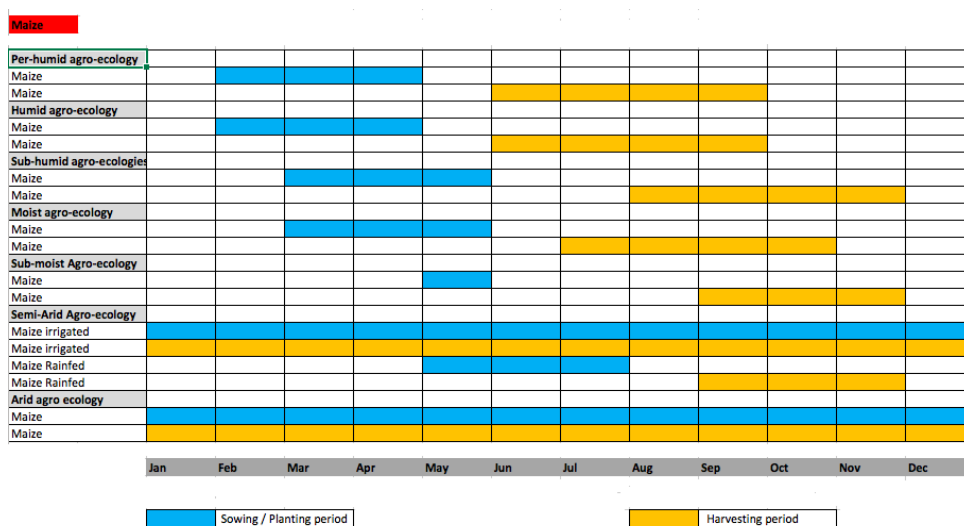 Maize
Per-humid agro-ecology
Maize
Maize
Humid agro-ecology
Maize
Maize
Sub-humid agro-ecologies
Maize
Maize
Moist agro-ecology
Maize
Maize
Sub-moist Agro-ecology
Maize
Maize
Semi-Arid Agro-ecology
Maize irrigated
Maize irrigated
Maize Rainfed
Maize Rainfed
Arid agro ecology
Maize
Maize
Jan Feb Mar Apr May Jun Jul Aug Sep Oct Nov Dec
Sowing / Planting period Harvesting period